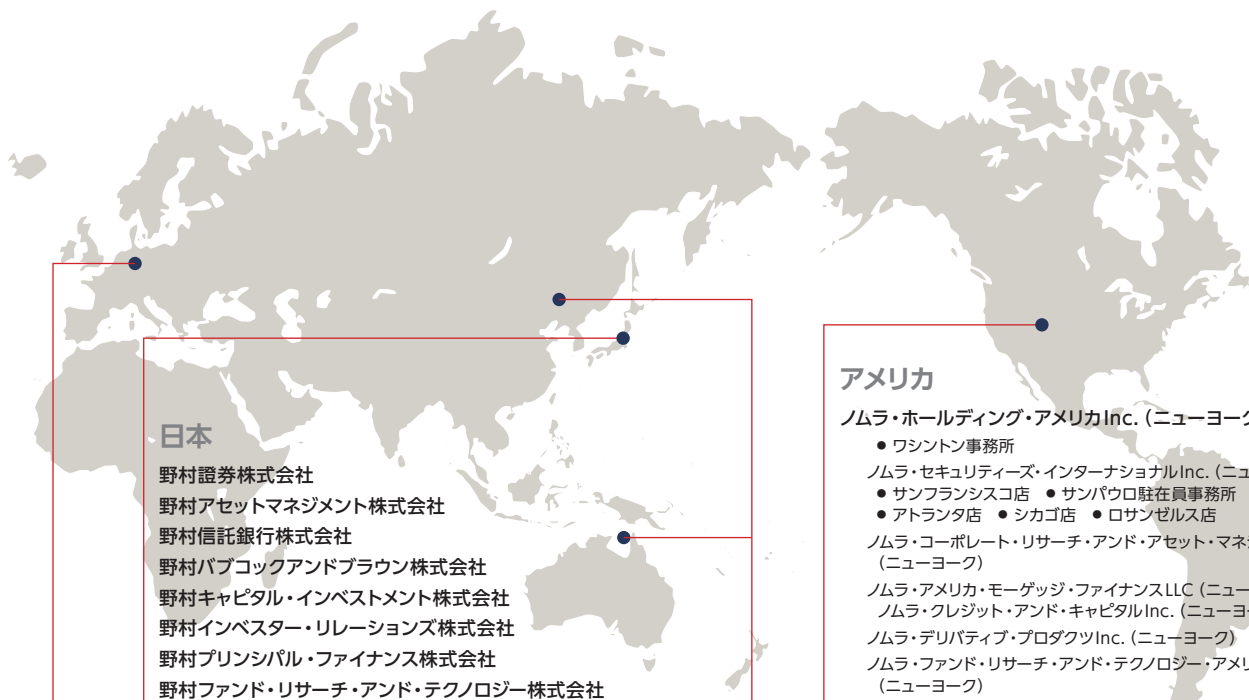 日本
野村證券株式会社
野村アセットマネジメント株式会社
野村信託銀行株式会社
野村バブコックアンドブラウン株式会社
野村キャピタル・インベストメント株式会社
野村インベスター・リレーションズ株式会社
野村プリンシパル・ファイナンス株式会社
野村ファンド・リサーチ・アンド・テクノロジー株式会社
アメリカ
ノムラ・ホールディング・アメリカInc.（ニューヨーク
● ワシントン事務所
ノムラ・セキュリティーズ・インターナショナルInc.（ニュ
● サンフランシスコ店 ● サンパウロ駐在員事務所
● アトランタ店 ● シカゴ店 ● ロサンゼルス店
ノムラ・コーポレート・リサーチ・アンド・アセット・マネ
（ニューヨーク）
ノムラ・アメリカ・モーゲッジ・ファイナンスLLC（ニュー
ノムラ・クレジット・アンド・キャピタルInc.（ニューヨー
ノムラ・デリバティブ・プロダクツInc.（ニューヨーク）
ノムラ・ファンド・リサーチ・アンド・テクノロジー・アメリ
（ニューヨーク）